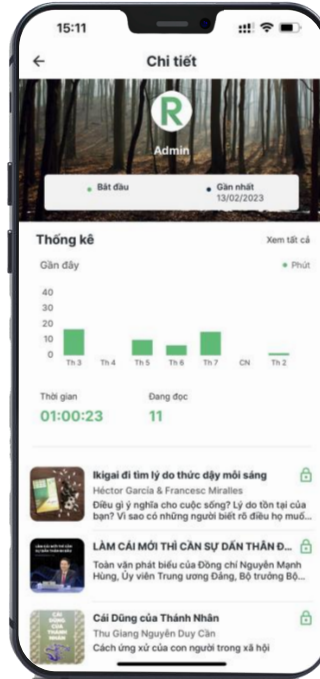 15:11
Chi tiết
R
Admin
Bắt đầu
Gần nhất
13/02/2023
Thống kê
Xem tất cả
Gần đây
Phút
40
30
20
10
0
Th 3 Th 4 Th 5 Th 6 Th 7 CN Th 2
Thời gian
Đang đọc
01:00:23
11
Ikigai đi tìm lý do thức dậy mỗi sáng
Héctor García & Francesc Miralles
Điều gì ý nghĩa cho cuộc sống? Lý do tồn tại của
bạn? Vì sao có những người biết rõ điều họ muố...
LÀM CÁI MỚI THÌ CẦN SỰ DẤN THÂN Đ...
Toàn văn phát biểu của Đồng chí Nguyễn Mạnh
Hùng, Ủy viên Trung ương Đảng, Bộ trưởng Bộ...
CÁI
DŨNG
CỦA
THÁNH
NHÂN
Cái Dũng của Thánh Nhân
Thu Giang Nguyễn Duy Cần
Cách ứng xử của con người trong xã hội